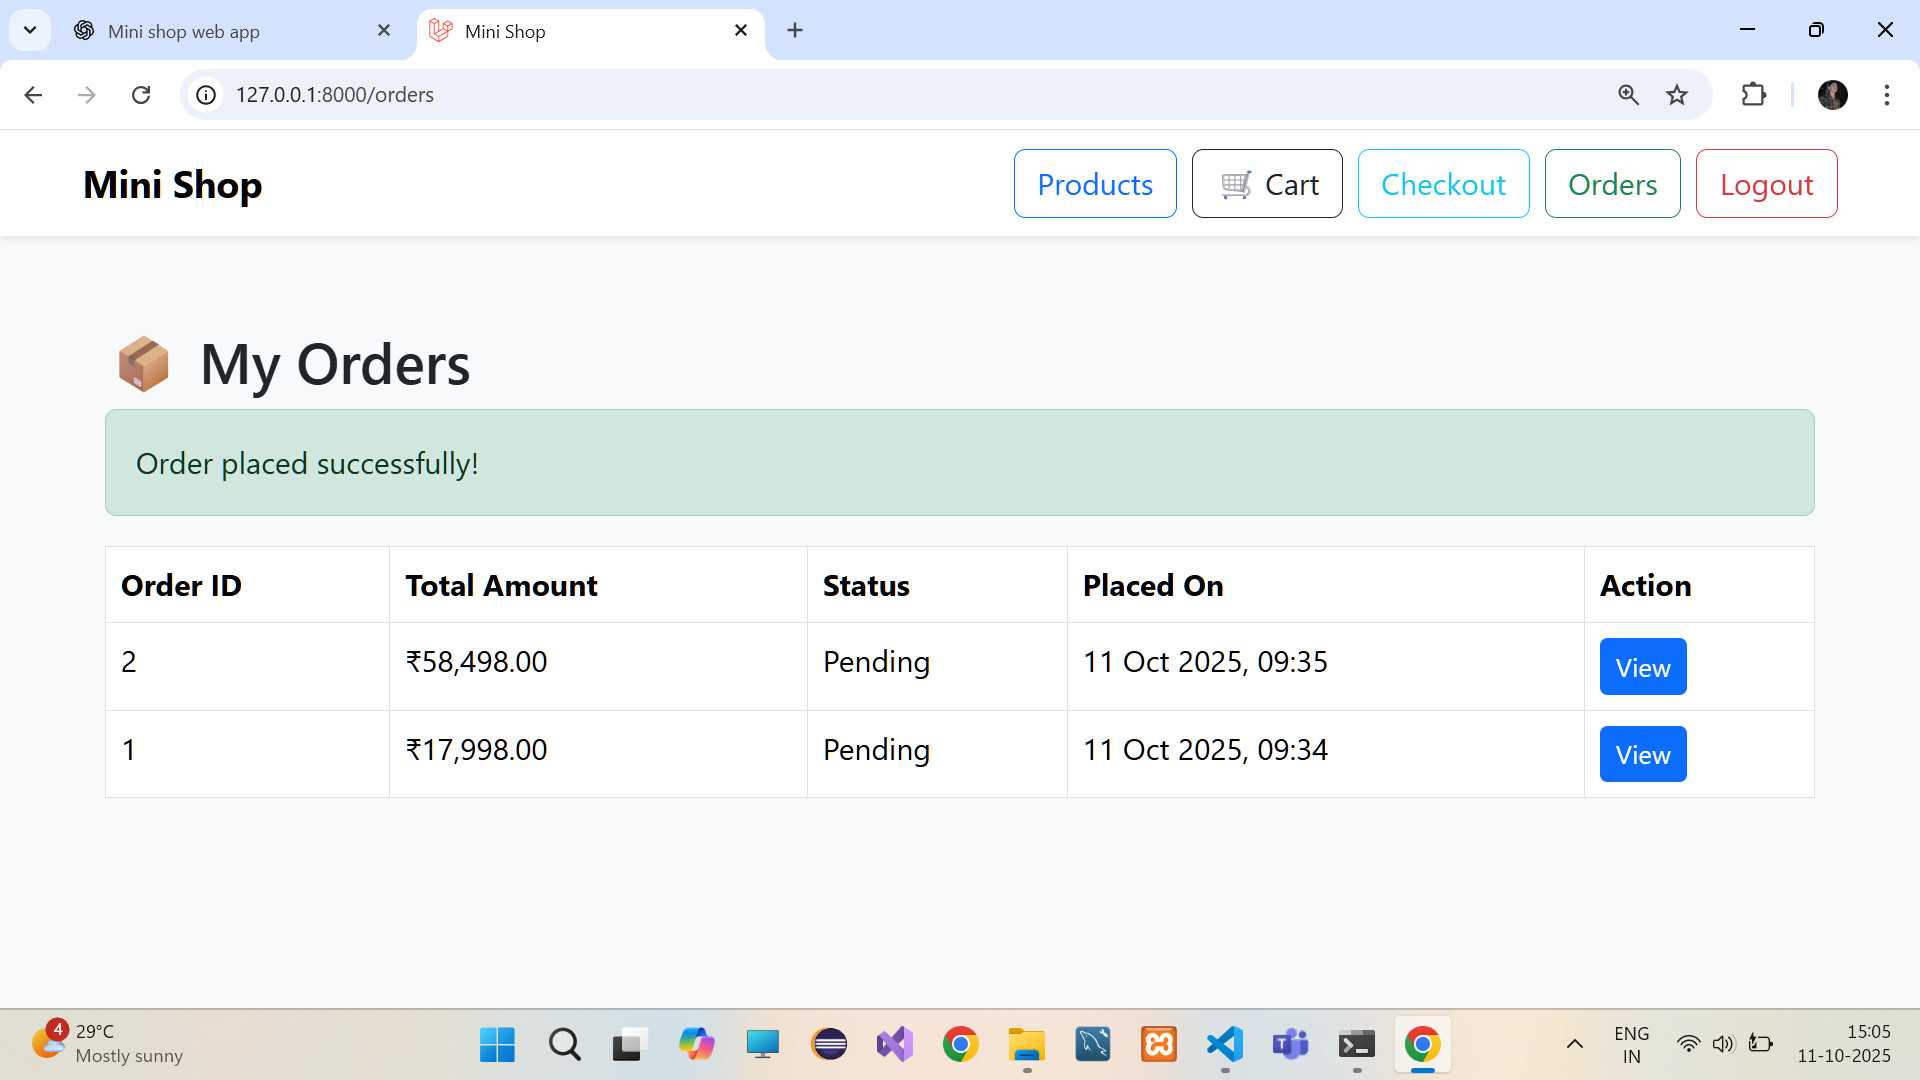 Mini shop web app
Mini Shop
127.0.0.1:8000/orders
Mini Shop
Products
Cart
Checkout
Orders
Logout
My Orders
Order placed successfully!
Order ID Total Amount Status Placed On Action
2 ₹58,498.00 Pending 11 Oct 2025, 09:35 View
1 ₹17,998.00 Pending 11 Oct 2025, 09:34 View
4
29°C
Mostly sunny
ENG
IN
15:05
11-10-2025